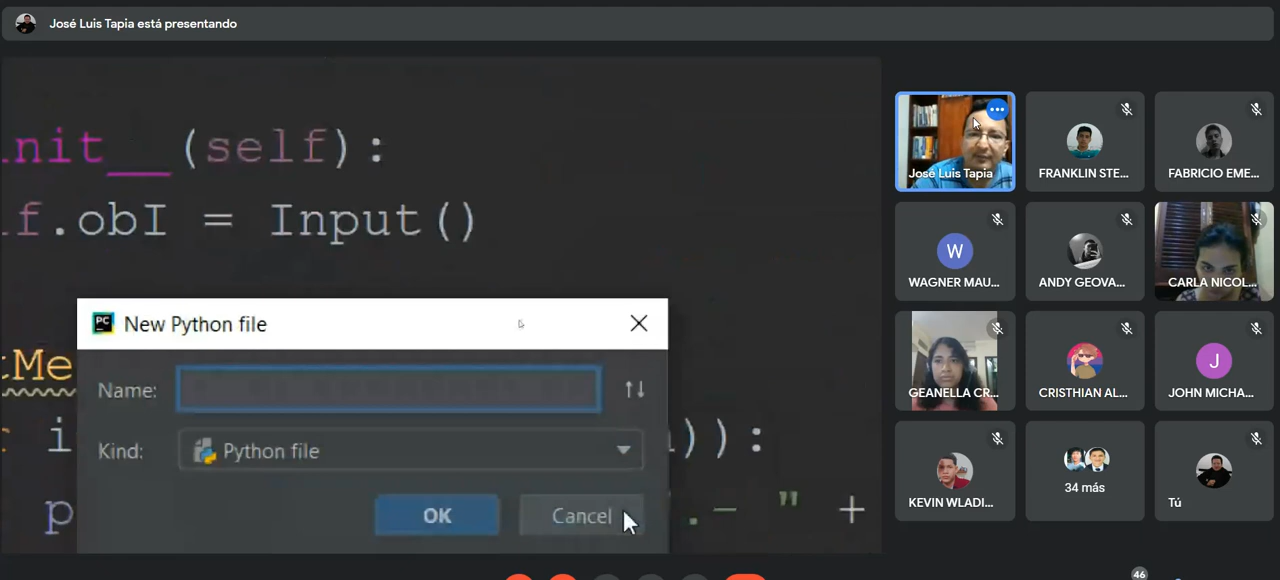 José Luis Tapia está presentando
nit__(self):
f.obI = Input()
PC
New Python file
tMe
Name:
i
)):
Kind:
Python file
p
OK
Cancel
.- " +
José Luis Tapia
FRANKLIN STE...
FABRICIO EME...
W
WAGNER MAU...
ANDY GEOVA...
CARLA NICOL...
GEANELLA CR...
CRISTHIAN AL...
J
JOHN MICHA...
KEVIN WLADI...
34 más
Tú
46